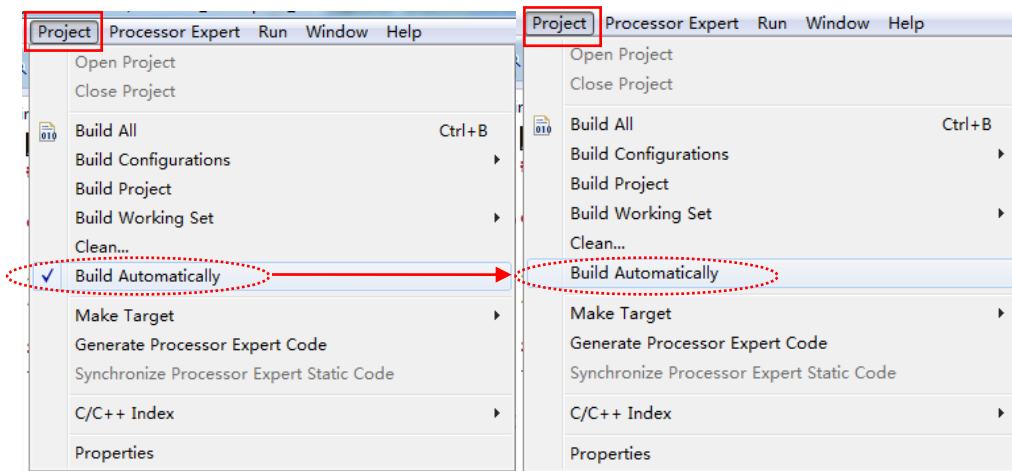 Project Processor Expert Run Window Help
Open Project
Close Project
Build All Ctrl+B
Build Configurations
Build Project
Build Working Set
Clean...
Build Automatically
Make Target
Generate Processor Expert Code
Synchronize Processor Expert Static Code
C/C++ Index
Properties
Project Processor Expert Run Window Help
Open Project
Close Project
Build All Ctrl+B
Build Configurations
Build Project
Build Working Set
Clean...
Build Automatically
Make Target
Generate Processor Expert Code
Synchronize Processor Expert Static Code
C/C++ Index
Properties